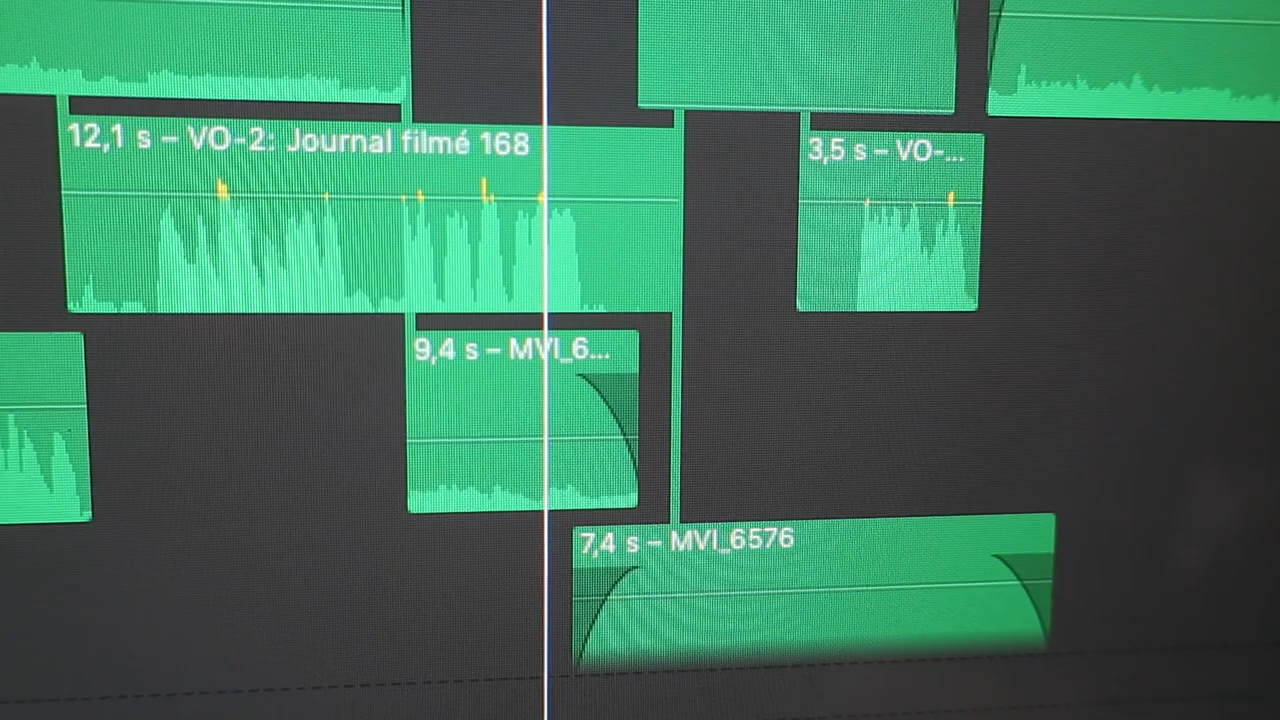 12,1 s – VO-2: Journal filmé 168
3,5 s – VO-...
9,4 s – MVI_6...
7,4 s – MVI_6576